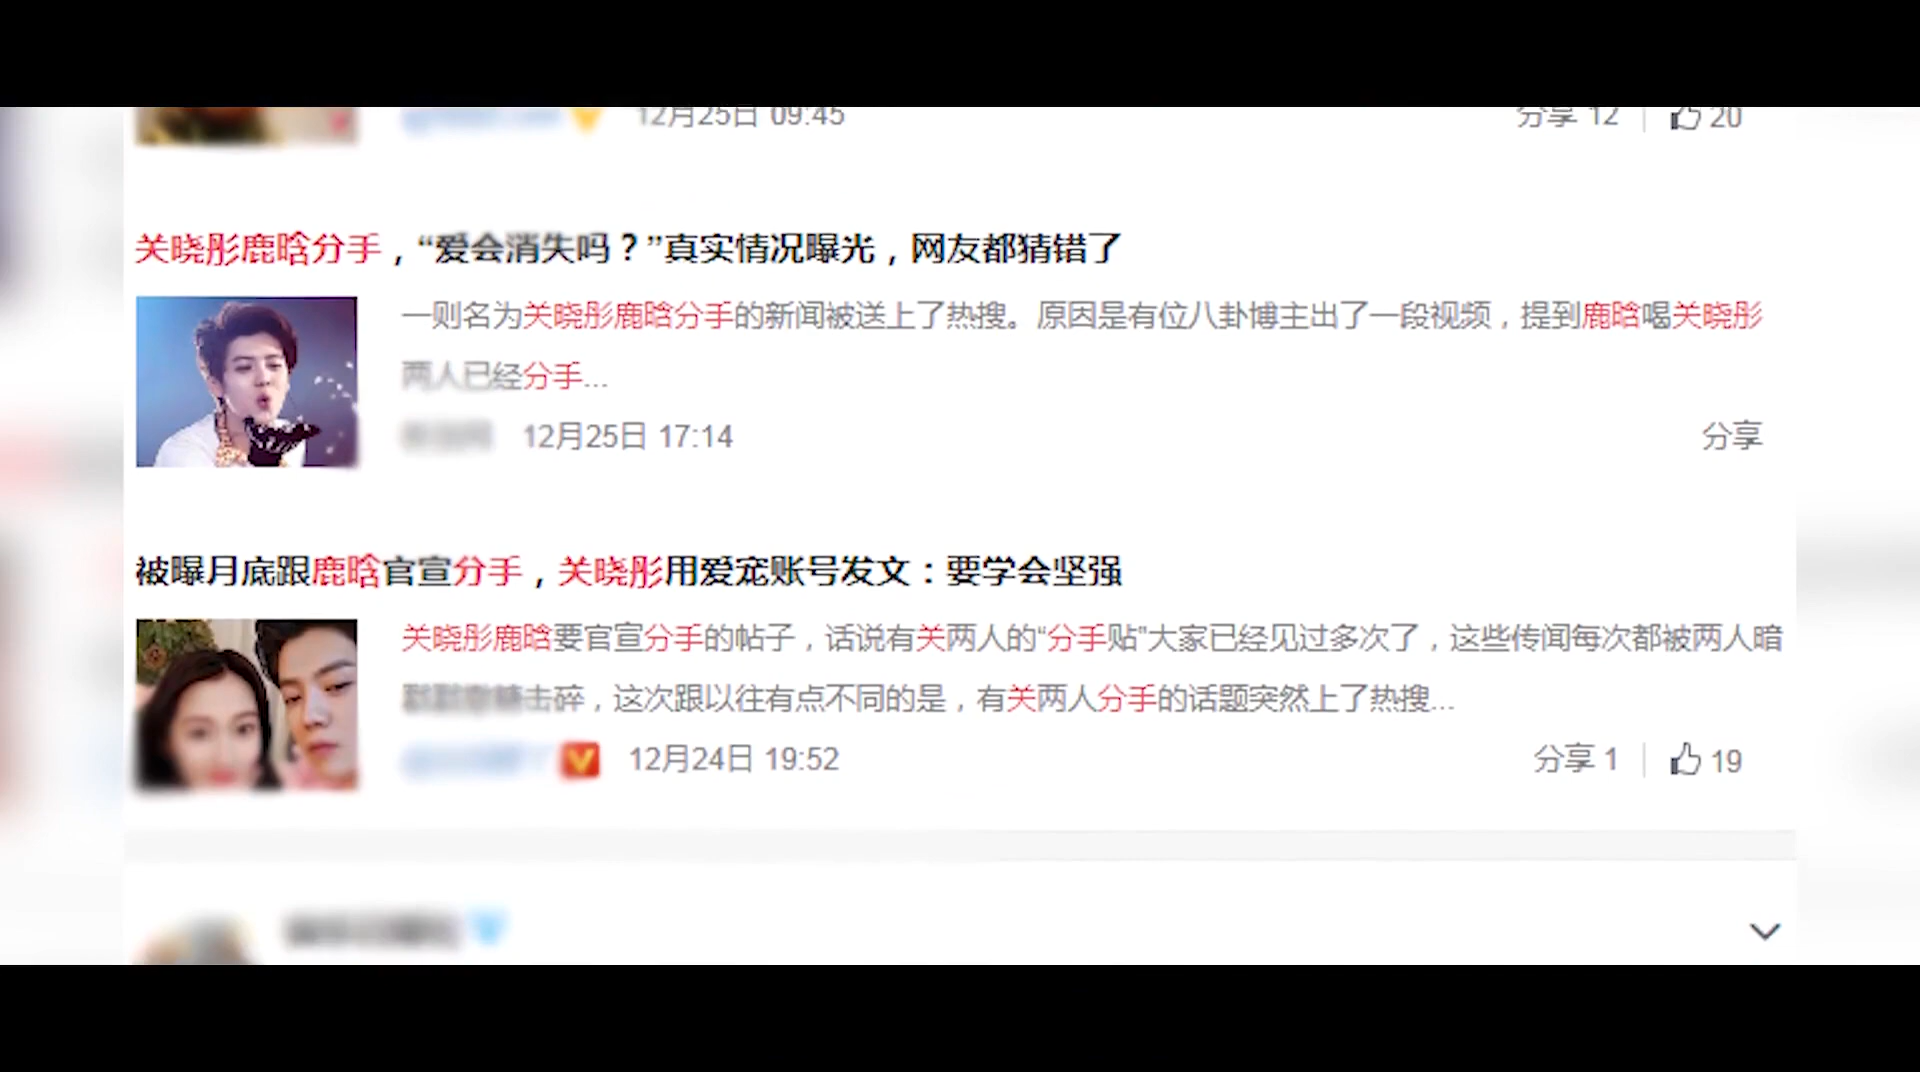 12月25日 09:45 分享 12 20
关晓彤鹿晗分手，“爱会消失吗？”真实情况曝光，网友都猜错了
一则名为关晓彤鹿晗分手的新闻被送上了热搜。原因是有位八卦博主出了一段视频，提到鹿晗喝关晓彤
两人已经分手...
12月25日 17:14 分享
被曝月底跟鹿晗官宣分手，关晓彤用爱宠账号发文：要学会坚强
关晓彤鹿晗要官宣分手的帖子，话说有关两人的“分手贴”大家已经见过多次了，这些传闻每次都被两人暗
击碎，这次跟以往有点不同的是，有关两人分手的话题突然上了热搜...
12月24日 19:52 分享 1 19